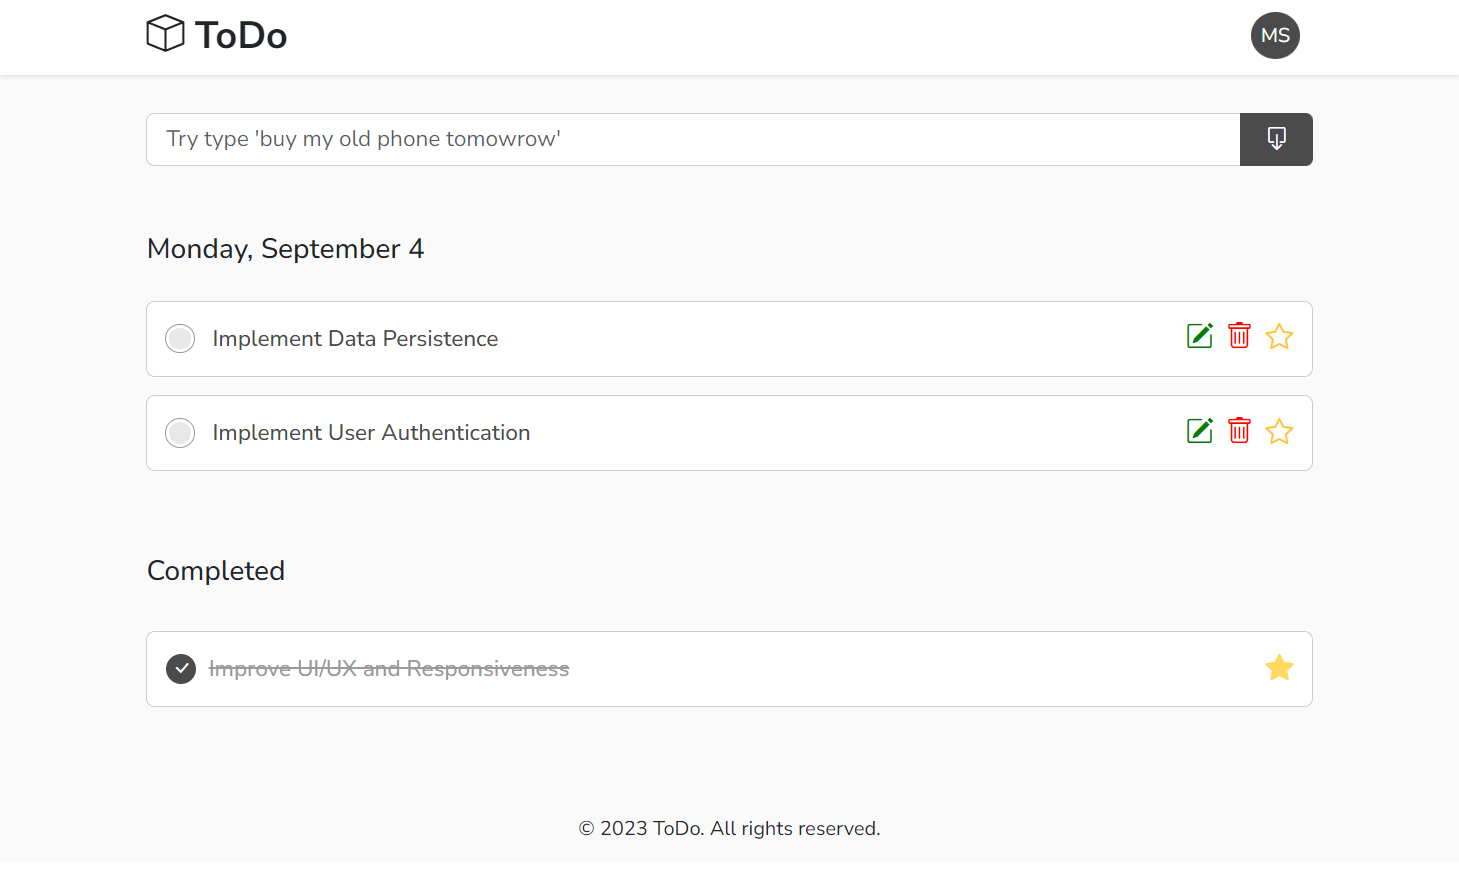 ToDo
MS
Try type 'buy my old phone tomowrow'
Monday, September 4
Implement Data Persistence
Implement User Authentication
Completed
Improve UI/UX and Responsiveness
© 2023 ToDo. All rights reserved.